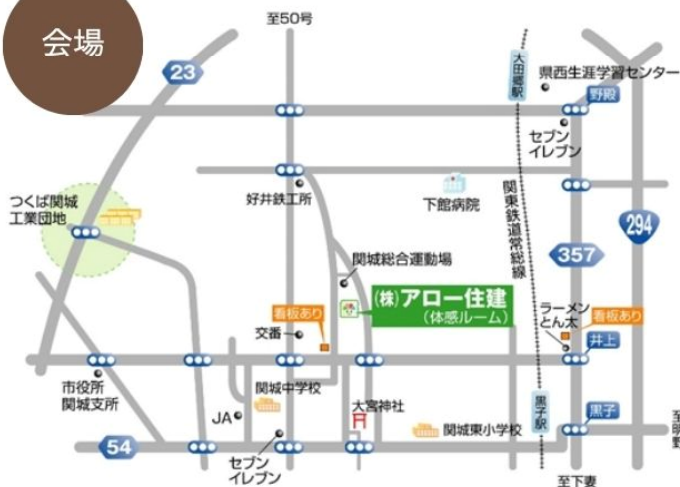 会場
至50号
23
大田郷駅
県西生涯学習センター
野殿
セブン
イレブン
好井鉄工所
下館病院
関東鉄道常総線
つくば関城
工業団地
294
357
関城総合運動場
(株)アロー住建
(体感ルーム)
看板あり
交番
ラーメン
とん太
看板あり
井上
市役所
関城支所
関城中学校
JA
大宮神社
黒子駅
黒子
関城東小学校
54
セブン
イレブン
至下妻